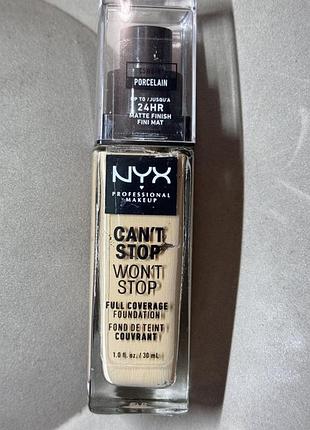 PORCELAIN
UP TO / JUSQU'A
24HR
MATTE FINISH
FINI MAT
NYX
PROFESSIONAL
MAKEUP
CAN'T
STOP
WON'T
STOP
FULL COVERAGE
FOUNDATION
FOND DE TEINT
COUVRANT
1.0 fl. oz. / 30 mL